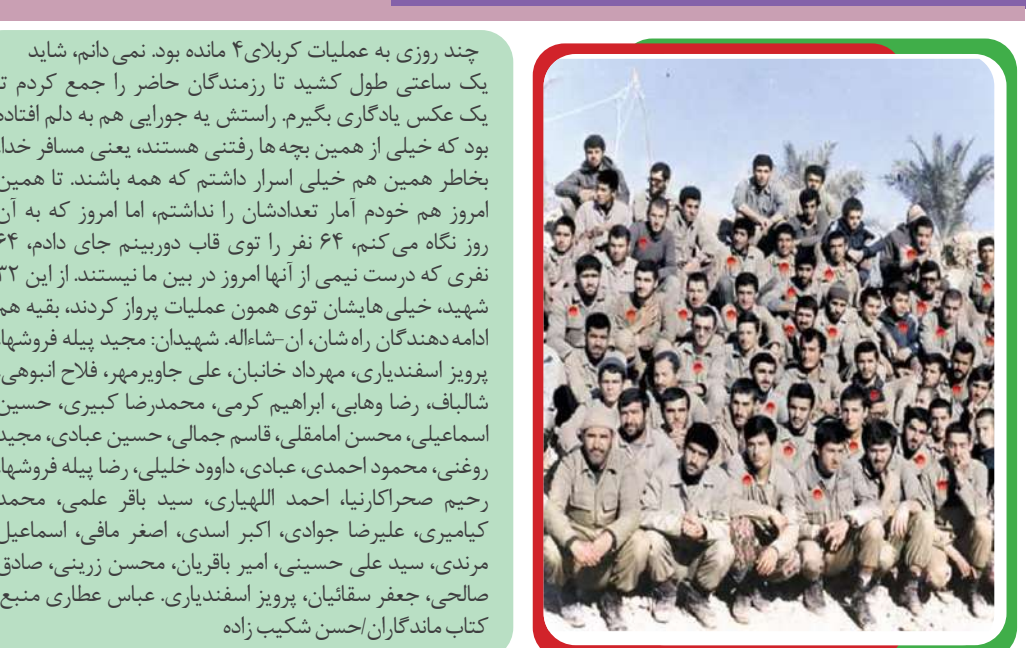 چند روزی به عملیات کربلای۴ مانده بود. نمی‌دانم، شاید
یک ساعتی طول کشید تا رزمندگان حاضر را جمع کردم تا
یک عکس یادگاری بگیرم. راستش یه جورایی هم به دلم افتاده
بود که خیلی از همین بچه‌ها رفتنی هستند، یعنی مسافر خدا.
بخاطر همین هم خیلی اسرار داشتم که همه باشند. تا همین
امروز هم خودم آمار تعدادشان را نداشتم، اما امروز که به آن
روز نگاه می‌کنم، ۶۴ نفر را توی قاب دوربینم جای دادم، ۶۴
نفری که درست نیمی از آنها امروز در بین ما نیستند. از این ۳۲
شهید، خیلی‌هایشان توی همون عملیات پرواز کردند، بقیه هم
ادامه‌دهندگان راه‌شان، ان-شاءاله. شهیدان: مجید پیله فروشها،
پرویز اسفندیاری، مهرداد خانبان، علی جاویرمهر، فلاح انبوهی،
شالباف، رضا وهابی، ابراهیم کرمی، محمدرضا کبیری، حسین
اسماعیلی، محسن امامقلی، قاسم جمالی، حسین عبادی، مجید
روغنی، محمود احمدی، عبادی، داوود خلیلی، رضا پیله فروشها،
رحیم صحراکارنیا، احمد اللهیاری، سید باقر علمی، محمد
کیامیری، علیرضا جوادی، اکبر اسدی، اصغر مافی، اسماعیل
مرندی، سید علی حسینی، امیر باقریان، محسن زرینی، صادق
صالحی، جعفر سقائیان، پرویز اسفندیاری. عباس عطاری منبع:
کتاب ماندگاران/حسن شکیب زاده